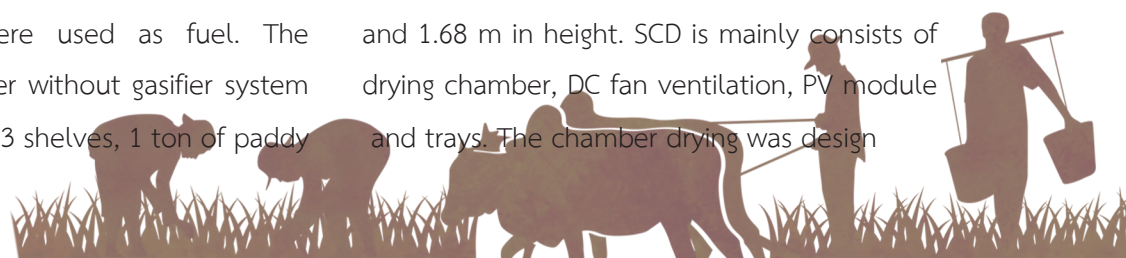 ere used as fuel. The
er without gasifier system
3 shelves, 1 ton of paddy
and 1.68 m in height. SCD is mainly consists of
drying chamber, DC fan ventilation, PV module
and trays. The chamber drying was design